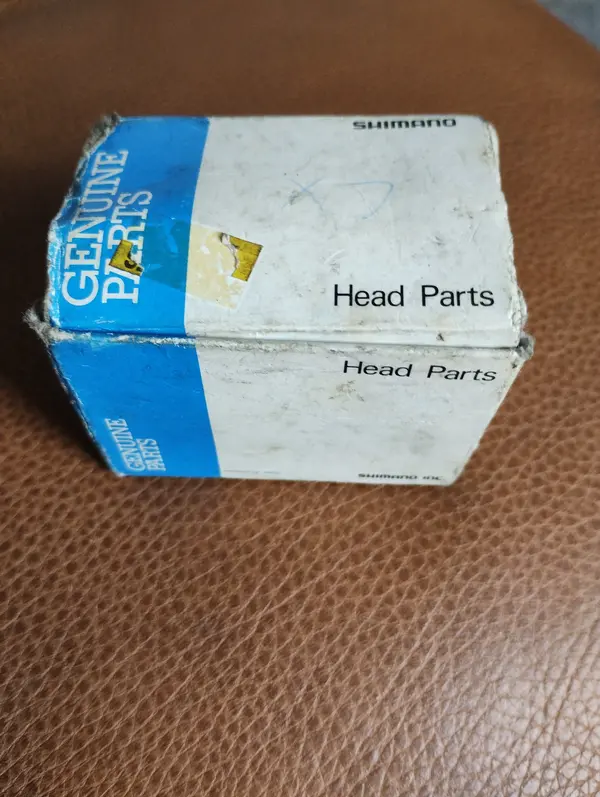 SHIMANO
GENUINE
PARTS
Head Parts
Head Parts
GENUINE
PARTS
SHIMANO INC.